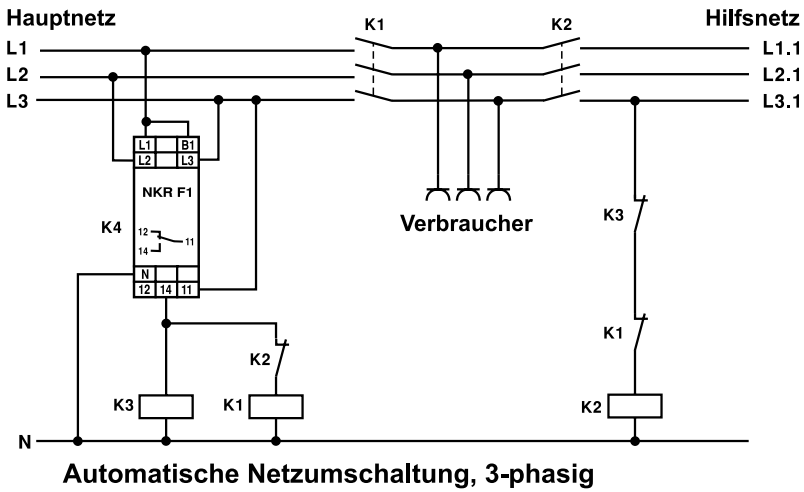 Hauptnetz K1 K2 Hilfsnetz
L1 L1.1
L2 L2.1
L3 L3.1
L1 B1
L2 L3
NKR F1
K4
12 11
14
N
12 14 11
Verbraucher
K3
K1
K2
K3 K1 K2
N
Automatische Netzumschaltung, 3-phasig